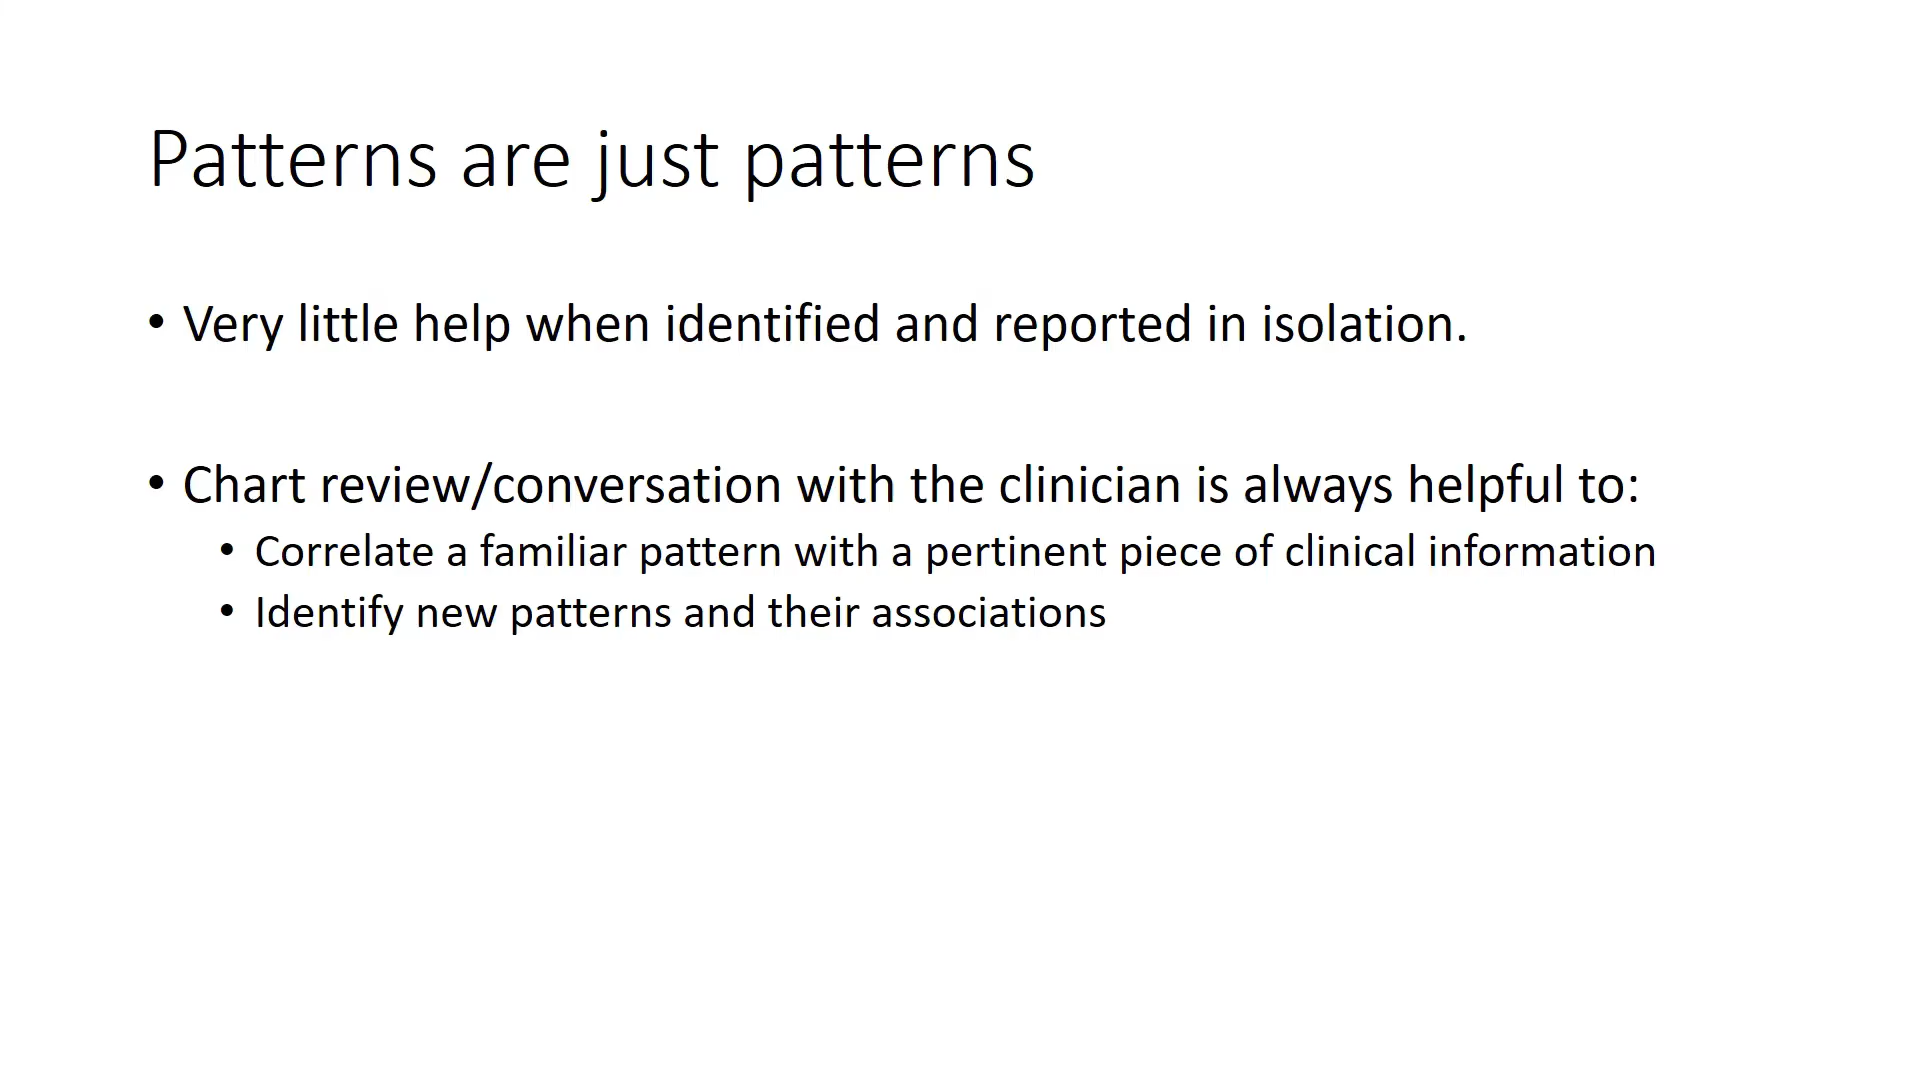 Patterns are just patterns
• Very little help when identified and reported in isolation.
• Chart review/conversation with the clinician is always helpful to:
• Correlate a familiar pattern with a pertinent piece of clinical information
• Identify new patterns and their associations